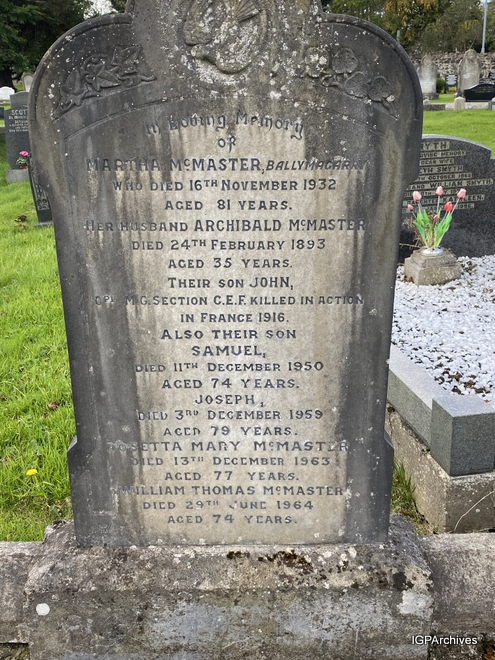 In Loving Memory
OF
MARTHA McMASTER, BALLYMAGARRY
WHO DIED 16TH NOVEMBER 1932
AGED 81 YEARS.
HER HUSBAND ARCHIBALD McMASTER
DIED 24TH FEBRUARY 1893
AGED 35 YEARS.
THEIR SON JOHN,
CPL M.G. SECTION C.E.F. KILLED IN ACTION
IN FRANCE 1916.
ALSO THEIR SON
SAMUEL,
DIED 11TH DECEMBER 1950
AGED 74 YEARS.
JOSEPH,
DIED 3RD DECEMBER 1959
AGED 79 YEARS.
ROSETTA MARY McMASTER
DIED 13TH DECEMBER 1963
AGED 77 YEARS.
WILLIAM THOMAS McMASTER
DIED 29TH JUNE 1964
AGED 74 YEARS.
IGPArchives